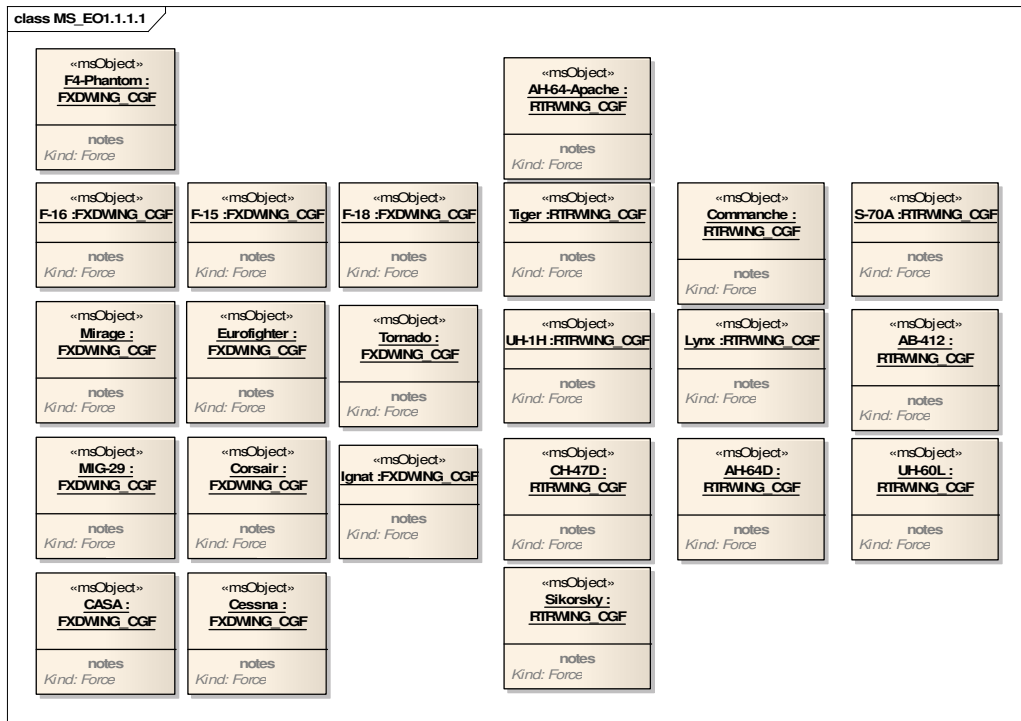 class MS_EO1.1.1.1
«msObject»
F4-Phantom :
FXDWING_CGF
notes
Kind: Force
«msObject»
AH-64-Apache :
RTRWING_CGF
notes
Kind: Force
«msObject»
F-16 :FXDWING_CGF
notes
Kind: Force
«msObject»
F-15 :FXDWING_CGF
notes
Kind: Force
«msObject»
F-18 :FXDWING_CGF
notes
Kind: Force
«msObject»
Tiger :RTRWING_CGF
notes
Kind: Force
«msObject»
Commanche :
RTRWING_CGF
notes
Kind: Force
«msObject»
S-70A :RTRWING_CGF
notes
Kind: Force
«msObject»
Mirage :
FXDWING_CGF
notes
Kind: Force
«msObject»
Eurofighter :
FXDWING_CGF
notes
Kind: Force
«msObject»
Tornado :
FXDWING_CGF
notes
Kind: Force
«msObject»
UH-1H :RTRWING_CGF
notes
Kind: Force
«msObject»
Lynx :RTRWING_CGF
notes
Kind: Force
«msObject»
AB-412 :
RTRWING_CGF
notes
Kind: Force
«msObject»
MIG-29 :
FXDWING_CGF
notes
Kind: Force
«msObject»
Corsair :
FXDWING_CGF
notes
Kind: Force
«msObject»
Ignat :FXDWING_CGF
notes
Kind: Force
«msObject»
CH-47D :
RTRWING_CGF
notes
Kind: Force
«msObject»
AH-64D :
RTRWING_CGF
notes
Kind: Force
«msObject»
UH-60L :
RTRWING_CGF
notes
Kind: Force
«msObject»
CASA :
FXDWING_CGF
notes
Kind: Force
«msObject»
Cessna :
FXDWING_CGF
notes
Kind: Force
«msObject»
Sikorsky :
RTRWING_CGF
notes
Kind: Force